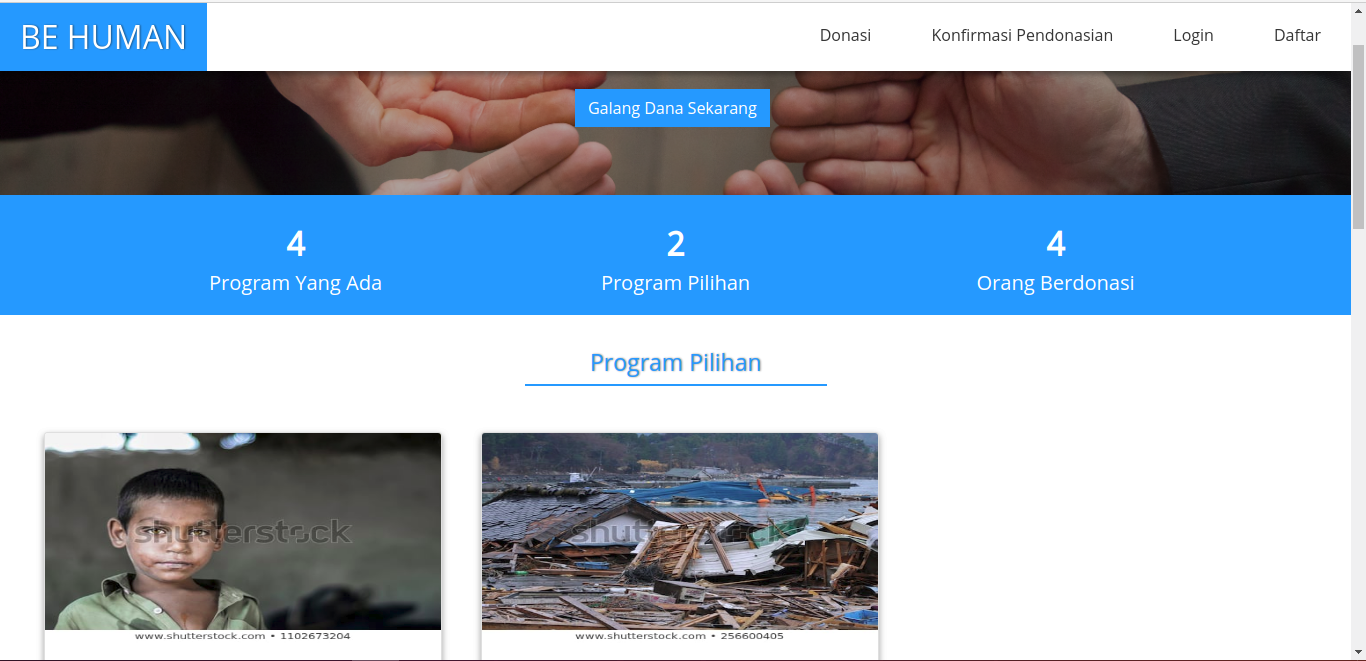 BE HUMAN
Donasi
Konfirmasi Pendonasian
Login
Daftar
Galang Dana Sekarang
4
Program Yang Ada
2
Program Pilihan
4
Orang Berdonasi
Program Pilihan
shutterstock
shutterstock
www.shutterstock.com • 1102673204
www.shutterstock.com • 256600405